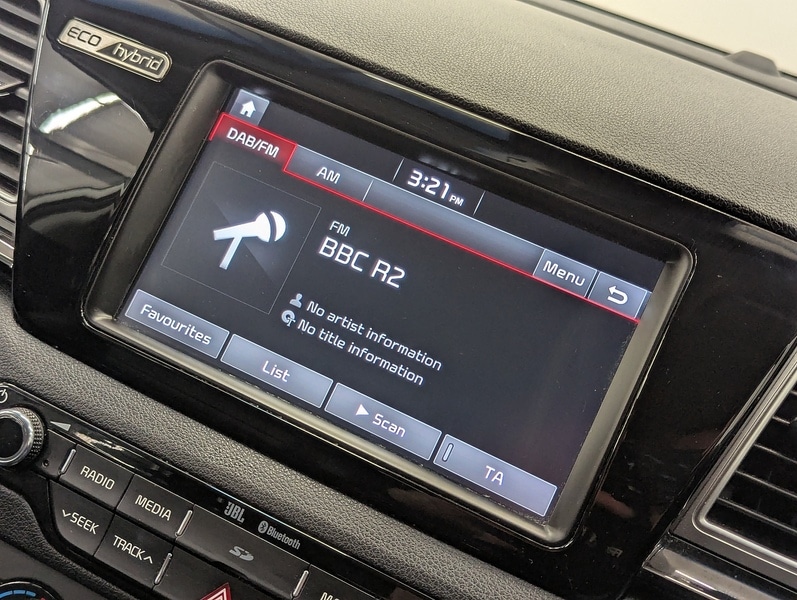 ECO hybrid
DAB/FM
AM
3:21 PM
FM
BBC R2
Menu
No artist information
No title information
Favourites
List
Scan
TA
RADIO
MEDIA
SEEK
TRACK
JBL
Bluetooth
SD